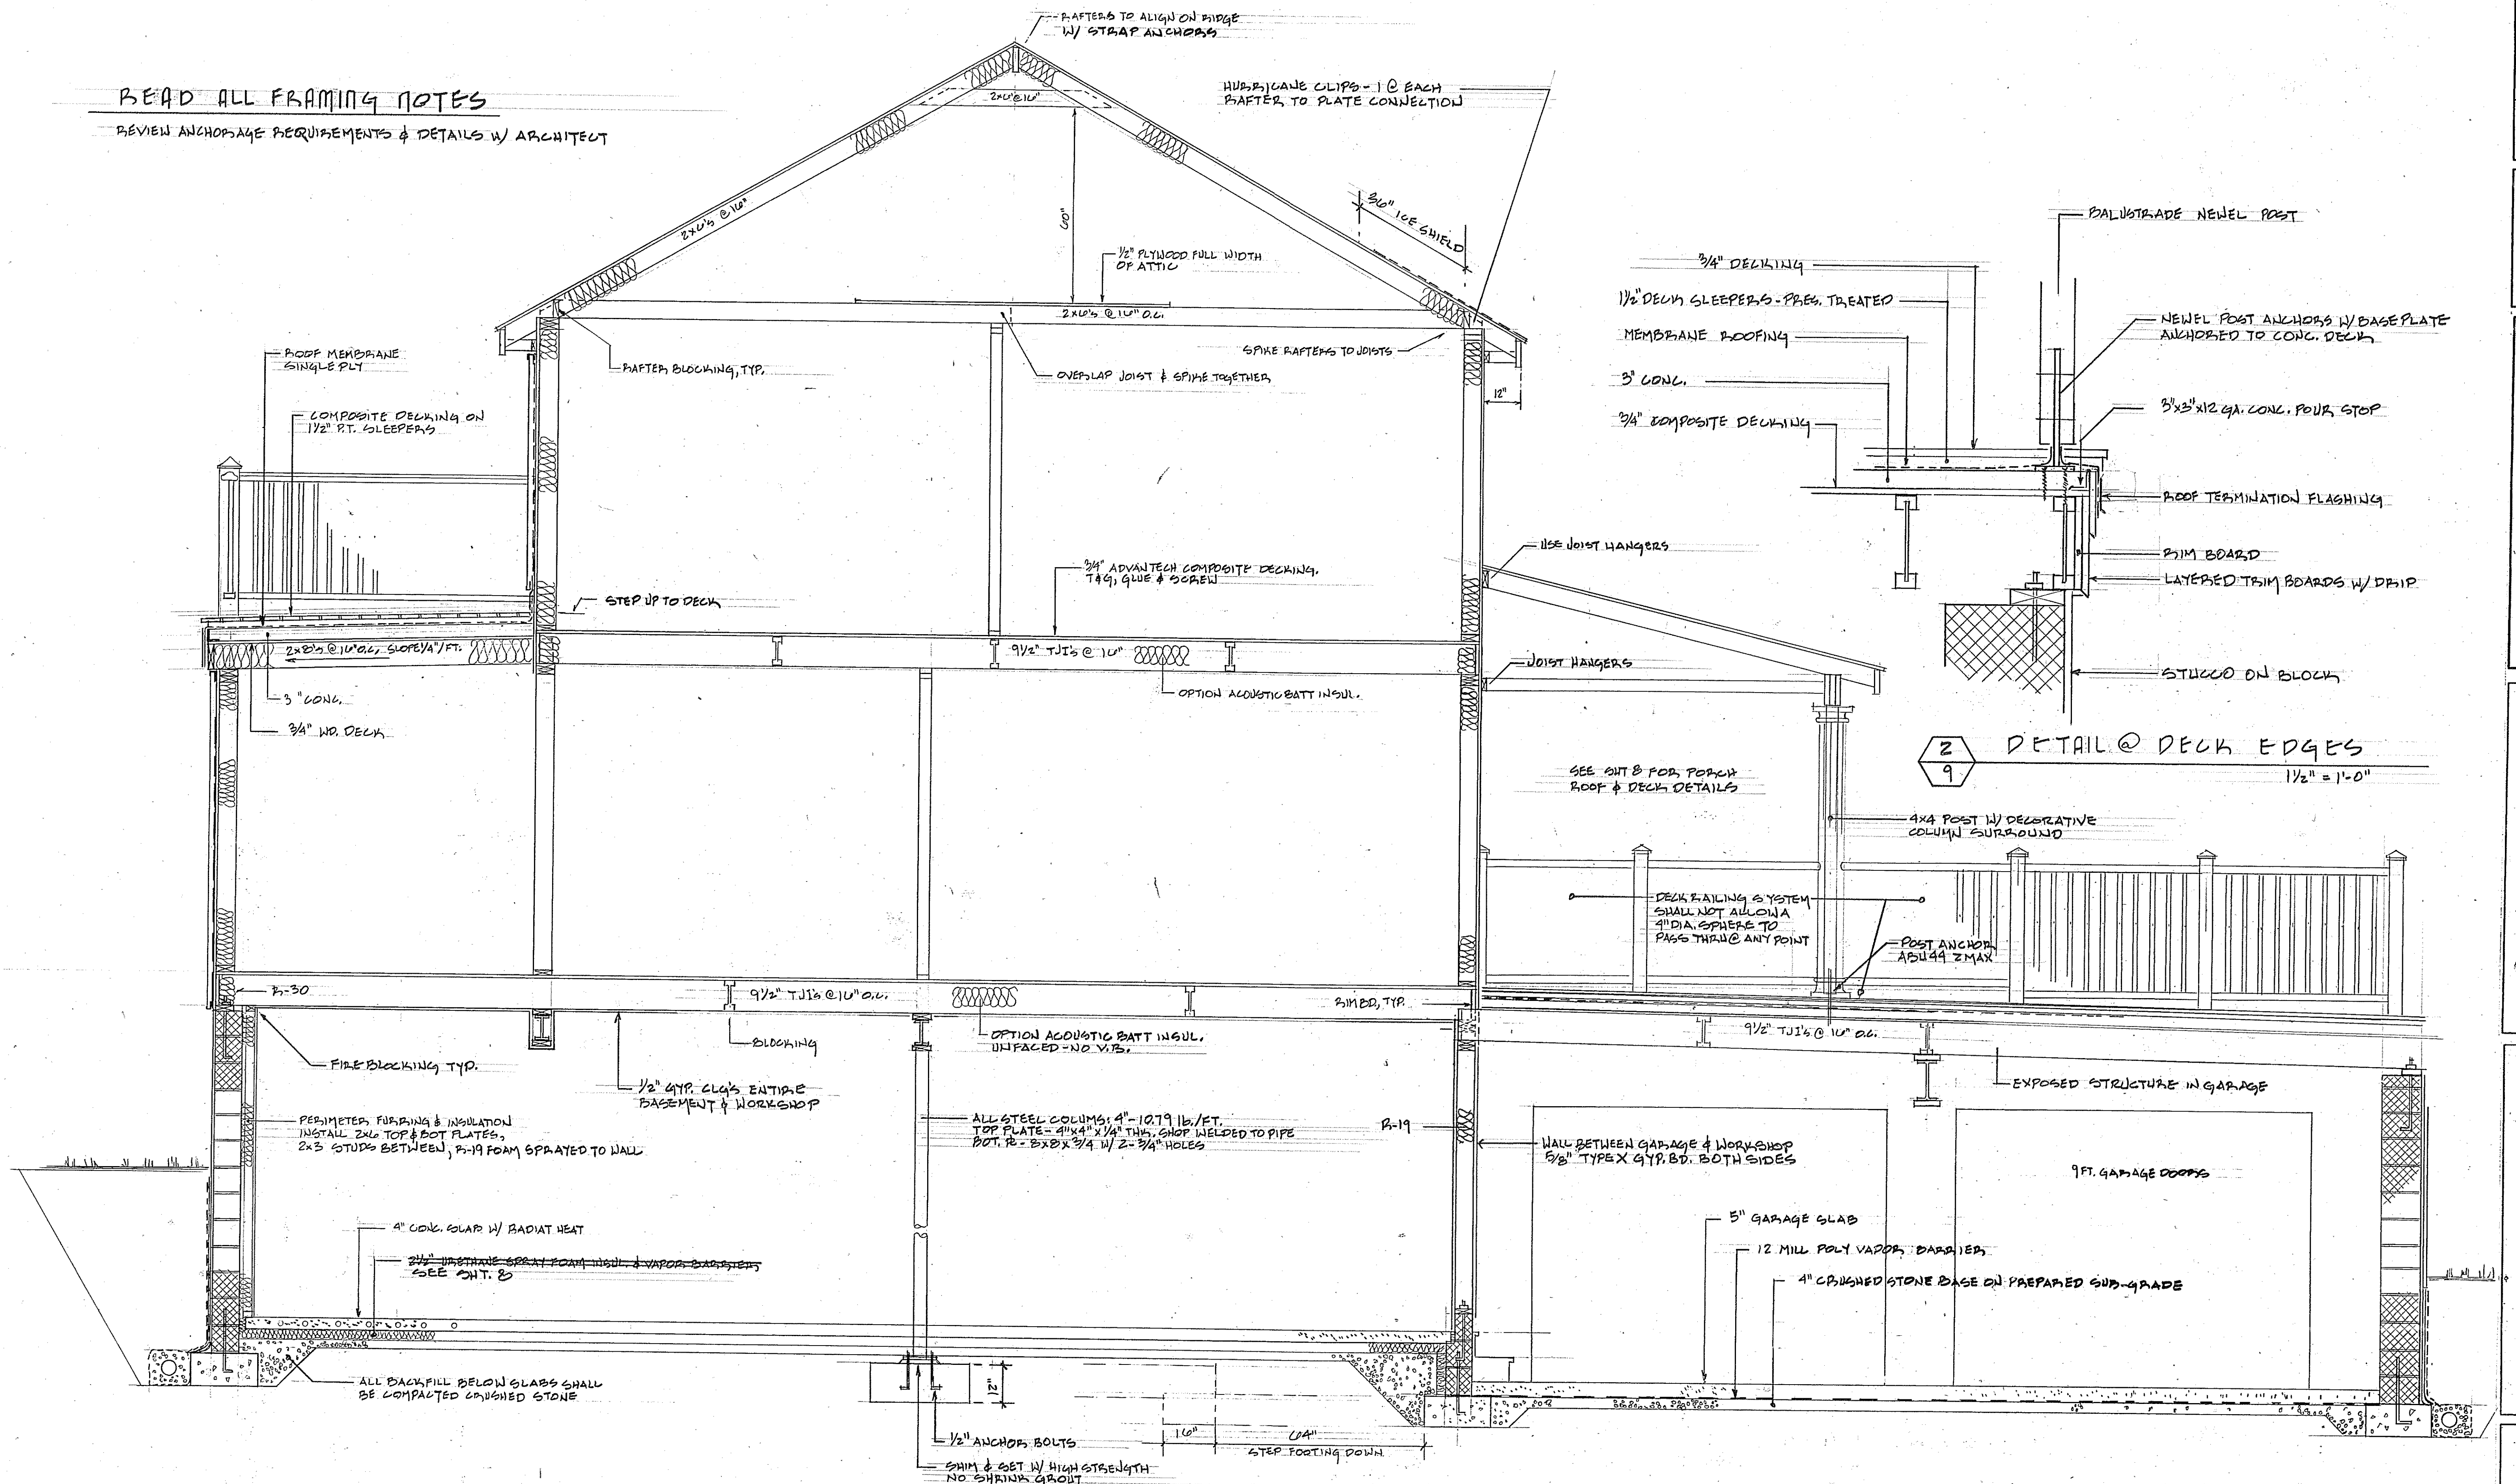 RAFTERS TO ALIGN ON RIDGE
W/ STRAP ANCHORS
READ ALL FRAMING NOTES
REVIEW ANCHORAGE REQUIREMENTS & DETAILS W/ ARCHITECT
HURRICANE CLIPS - 1 @ EACH
RAFTER TO PLATE CONNECTION
2x6@16"
2x6's @ 16"
60"
36" ICE SHIELD
1/2" PLYWOOD FULL WIDTH
OF ATTIC
2x6's @ 16" O.C.
RAFTER BLOCKING, TYP.
OVERLAP JOIST & SPIKE TOGETHER
SPIKE RAFTERS TO JOISTS
12"
ROOF MEMBRANE
SINGLE PLY
COMPOSITE DECKING ON
1 1/2" P.T. SLEEPERS
STEP UP TO DECK
3/4" ADVANTECH COMPOSITE DECKING.
T&G, GLUE & SCREW
2x8's @ 16" O.C, SLOPE 1/4"/FT.
9 1/2" TJI's @ 16"
OPTION ACOUSTIC BATT INSUL.
3" CONC.
3/4" WD. DECK
USE JOIST HANGERS
JOIST HANGERS
SEE SHT 8 FOR PORCH
ROOF & DECK DETAILS
BALUSTRADE NEWEL POST
3/4" DECKING
1 1/2" DECK SLEEPERS - PRES. TREATED
MEMBRANE ROOFING
3" CONC.
3/4" COMPOSITE DECKING
NEWEL POST ANCHORS W/ BASE PLATE
ANCHORED TO CONC. DECK
3"x3"x12 GA. CONC. POUR STOP
ROOF TERMINATION FLASHING
RIM BOARD
LAYERED TRIM BOARDS W/ DRIP
STUCCO ON BLOCK
2
9
DETAIL @ DECK EDGES
1 1/2" = 1'-0"
4x4 POST W/ DECORATIVE
COLUMN SURROUND
DECK RAILING SYSTEM
SHALL NOT ALLOW A
4" DIA. SPHERE TO
PASS THRU @ ANY POINT
POST ANCHOR
ABU44 ZMAX
R-30
9 1/2" TJI's @ 16" O.C.
RIM BD, TYP.
9 1/2" TJI's @ 16" O.C.
FIRE BLOCKING TYP.
BLOCKING
OPTION ACOUSTIC BATT INSUL.
UNFACED - NO V.B.
1/2" GYP. CLG'S ENTIRE
BASEMENT & WORKSHOP
EXPOSED STRUCTURE IN GARAGE
PERIMETER FURRING & INSULATION
INSTALL 2x6 TOP & BOT PLATES,
2x3 STUDS BETWEEN, R-19 FOAM SPRAYED TO WALL
ALL STEEL COLUMS: 4" - 10.79 lb./FT.
TOP PLATE - 4"x4"x1/4" THK. SHOP WELDED TO PIPE
BOT. PL - 8x8x3/4 W/ 2 - 3/4" HOLES
R-19
WALL BETWEEN GARAGE & WORKSHOP
5/8" TYPE X GYP. BD. BOTH SIDES
9 FT. GARAGE DOORS
4" CONC. SLAB W/ RADIAT HEAT
2 1/2" URETHANE SPRAY FOAM INSUL. & VAPOR BARRIER,
SEE SHT. 8
5" GARAGE SLAB
12 MILL POLY VAPOR BARRIER
4" CRUSHED STONE BASE ON PREPARED SUB-GRADE
ALL BACKFILL BELOW SLABS SHALL
BE COMPACTED CRUSHED STONE
12"
1/2" ANCHOR BOLTS
SHIM & SET W/ HIGH STRENGTH
NO SHRINK GROUT
16"
64"
STEP FOOTING DOWN